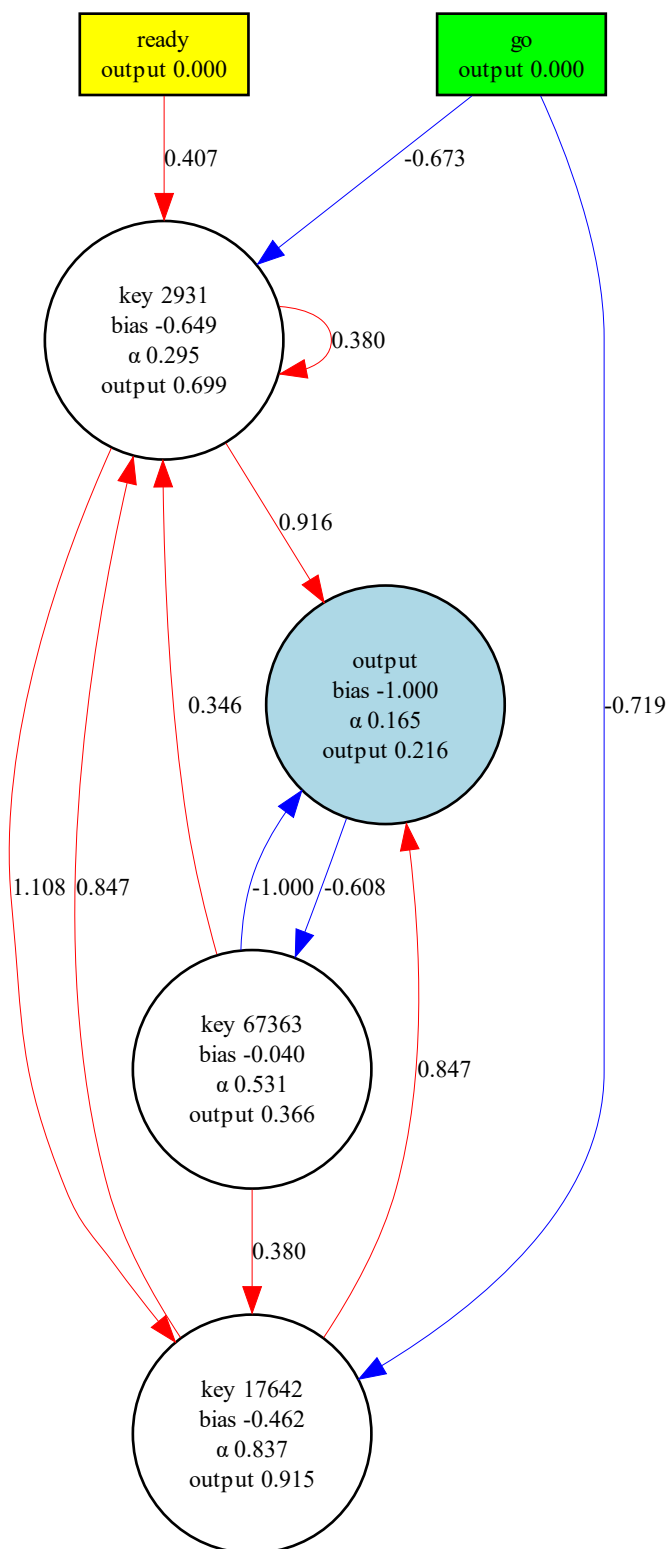 ready
output 0.000
go
output 0.000
0.407
-0.673
key 2931
bias -0.649
α 0.295
output 0.699
0.380
0.916
output
bias -1.000
α 0.165
output 0.216
0.346
-0.719
1.108
0.847
-1.000
-0.608
0.847
key 67363
bias -0.040
α 0.531
output 0.366
0.380
key 17642
bias -0.462
α 0.837
output 0.915